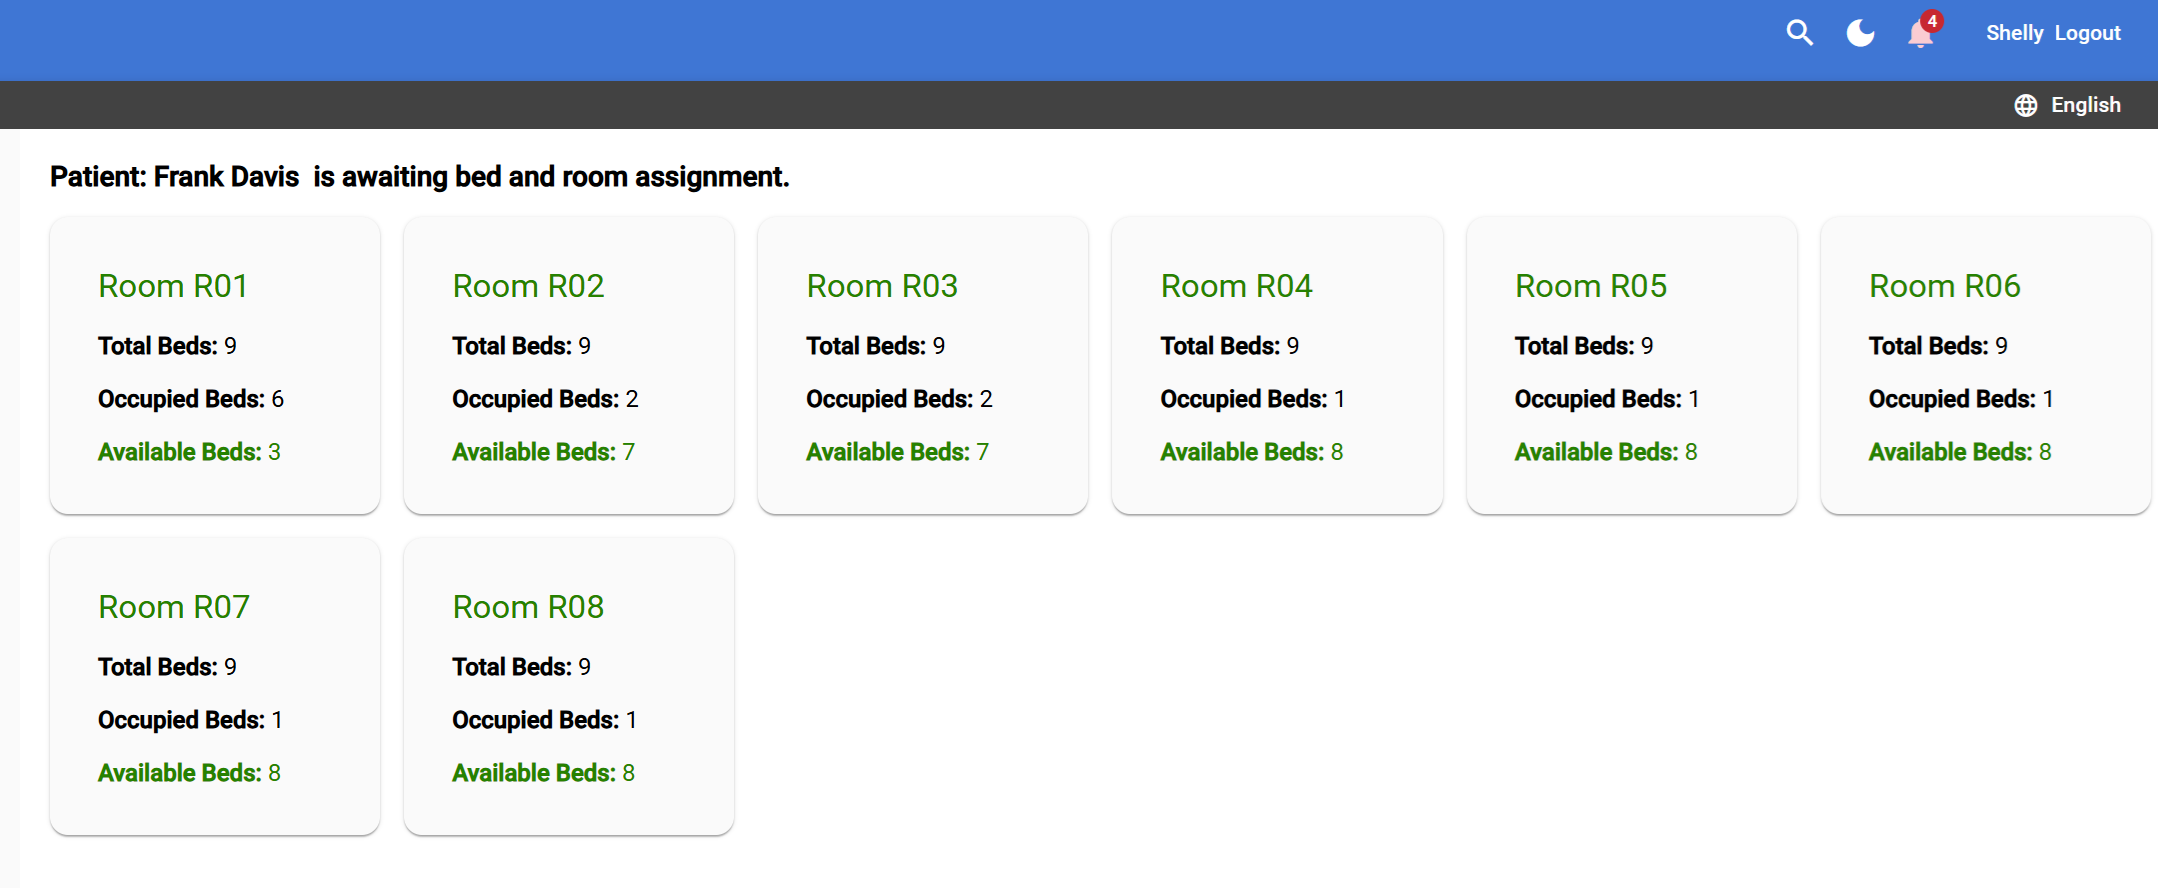 4
Shelly Logout
English
Patient: Frank Davis is awaiting bed and room assignment.
Room R01
Total Beds: 9
Occupied Beds: 6
Available Beds: 3
Room R02
Total Beds: 9
Occupied Beds: 2
Available Beds: 7
Room R03
Total Beds: 9
Occupied Beds: 2
Available Beds: 7
Room R04
Total Beds: 9
Occupied Beds: 1
Available Beds: 8
Room R05
Total Beds: 9
Occupied Beds: 1
Available Beds: 8
Room R06
Total Beds: 9
Occupied Beds: 1
Available Beds: 8
Room R07
Total Beds: 9
Occupied Beds: 1
Available Beds: 8
Room R08
Total Beds: 9
Occupied Beds: 1
Available Beds: 8